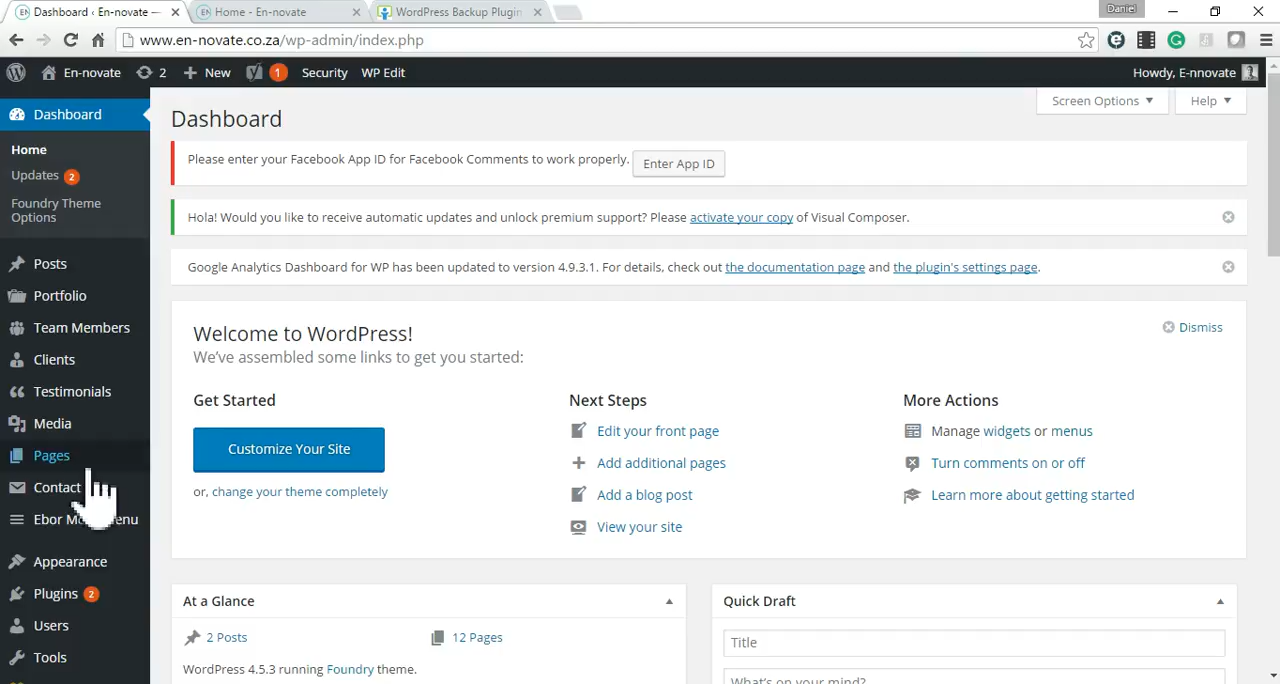 Dashboard ‹ En-novate —
Home - En-novate
WordPress Backup Plugin
Daniel
www.en-novate.co.za/wp-admin/index.php
En-novate
2
New
1
Security
WP Edit
Howdy, E-nnovate
Dashboard
Home
Updates 2
Foundry Theme
Options
Posts
Portfolio
Team Members
Clients
Testimonials
Media
Pages
Contact
Ebor M
nu
Appearance
Plugins 2
Users
Tools
Dashboard
Screen Options
Help
Please enter your Facebook App ID for Facebook Comments to work properly. Enter App ID
Hola! Would you like to receive automatic updates and unlock premium support? Please activate your copy of Visual Composer.
Google Analytics Dashboard for WP has been updated to version 4.9.3.1. For details, check out the documentation page and the plugin's settings page.
Welcome to WordPress!
Dismiss
We've assembled some links to get you started:
Get Started
Customize Your Site
or, change your theme completely
Next Steps
Edit your front page
Add additional pages
Add a blog post
View your site
More Actions
Manage widgets or menus
Turn comments on or off
Learn more about getting started
At a Glance
2 Posts
12 Pages
WordPress 4.5.3 running Foundry theme.
Quick Draft
Title
What's on your mind?